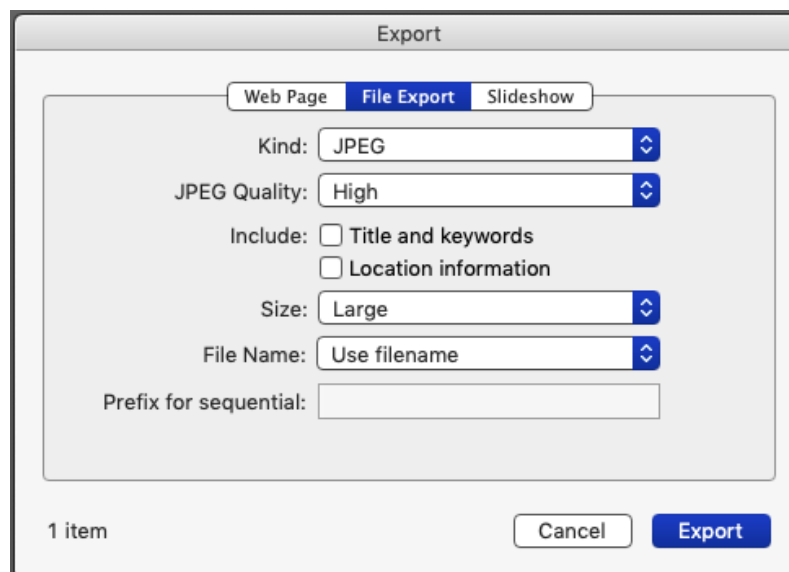 Export
Web Page File Export Slideshow
Kind: JPEG
JPEG Quality: High
Include: Title and keywords
Location information
Size: Large
File Name: Use filename
Prefix for sequential:
1 item Cancel Export